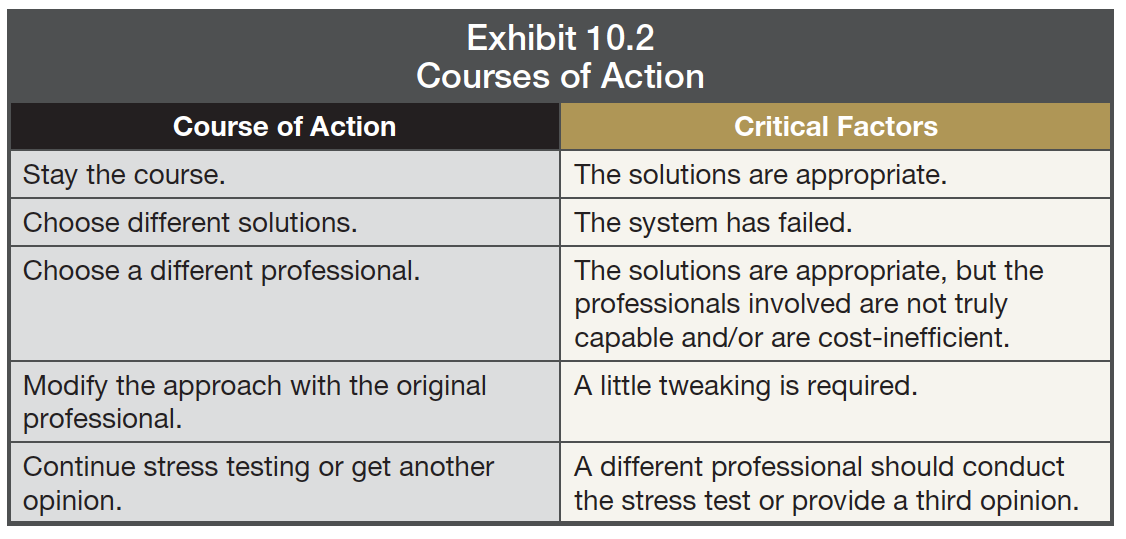 Exhibit 10.2
Courses of Action
Course of Action
Critical Factors
Stay the course.
The solutions are appropriate.
Choose different solutions.
The system has failed.
Choose a different professional.
The solutions are appropriate, but the
professionals involved are not truly
capable and/or are cost-inefficient.
Modify the approach with the original
professional.
A little tweaking is required.
Continue stress testing or get another
opinion.
A different professional should conduct
the stress test or provide a third opinion.